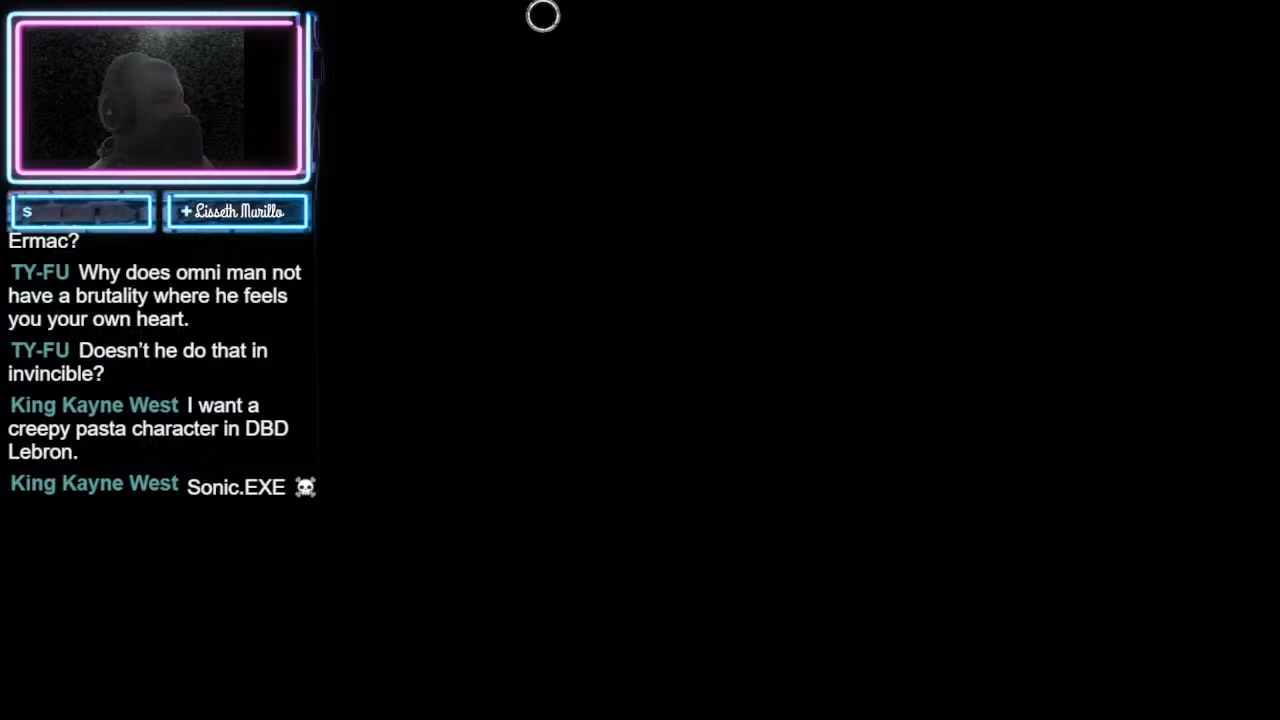 $
+ Lisseth Murillo
Ermac?
TY-FU Why does omni man not
have a brutality where he feels
you your own heart.
TY-FU Doesn't he do that in
invincible?
King Kayne West I want a
creepy pasta character in DBD
Lebron.
King Kayne West Sonic.EXE ☠